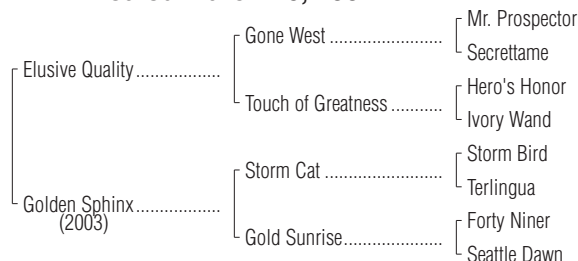 Mr. Prospector
Gone West
Secrettame
Elusive Quality
Hero's Honor
Touch of Greatness
Ivory Wand
Storm Bird
Storm Cat
Terlingua
Golden Sphinx
(2003)
Forty Niner
Gold Sunrise
Seattle Dawn